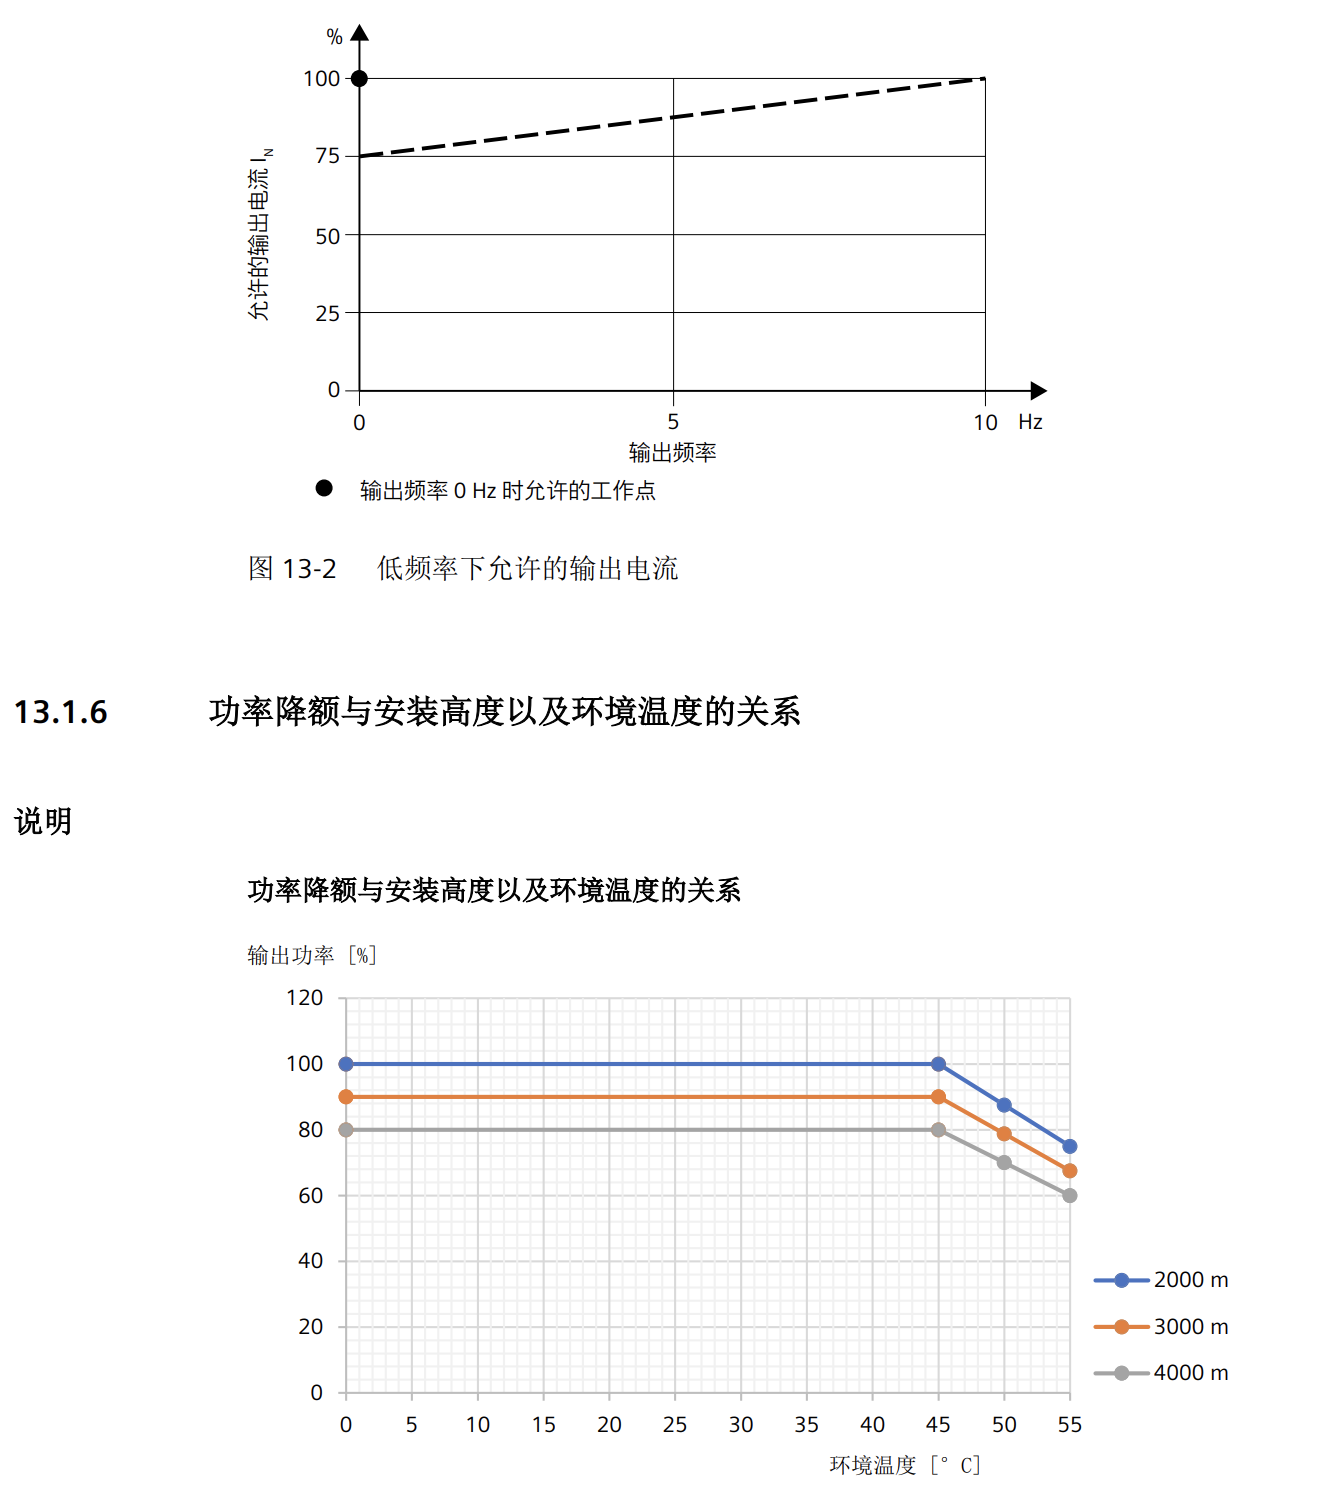 %
100
75
50
25
0
允许的输出电流 IN
0 5 10 Hz
输出频率
输出频率 0 Hz 时允许的工作点
图 13-2 低频率下允许的输出电流
13.1.6 功率降额与安装高度以及环境温度的关系
说明
功率降额与安装高度以及环境温度的关系
输出功率 [%]
120
100
80
60
40
20
0
2000 m
3000 m
4000 m
0 5 10 15 20 25 30 35 40 45 50 55
环境温度 [° C]